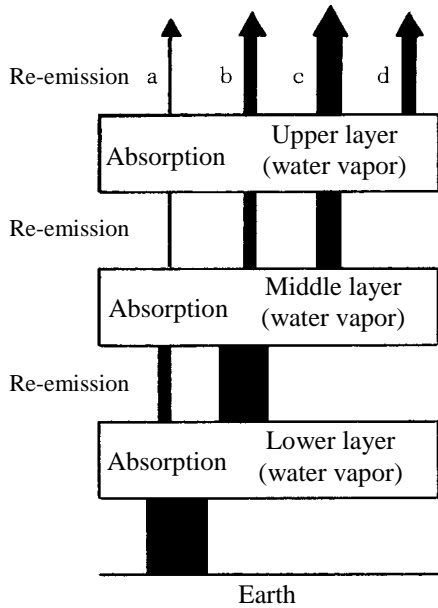 Re-emission a b c d
Absorption
Upper layer
(water vapor)
Re-emission
Absorption
Middle layer
(water vapor)
Re-emission
Absorption
Lower layer
(water vapor)
Earth